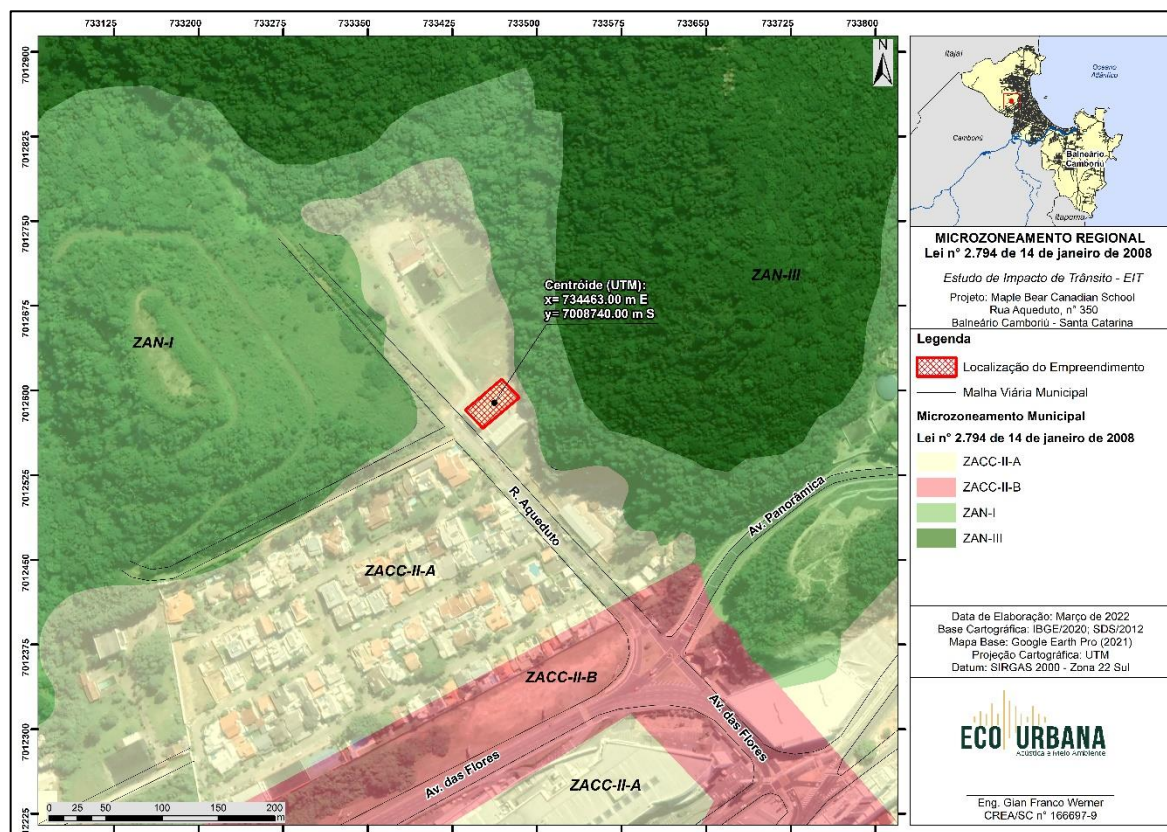 733125 733200 733275 733350 733425 733500 733575 733650 733725 733800
7012900
7012825
7012750
7012675
7012600
7012525
7012450
7012375
7012300
7012225
N
ZAN-III
Centróide (UTM):
x= 734463.00 m E
y= 7008740.00 m S
ZAN-I
R. Aqueduto
Av. Panorâmica
ZACC-II-A
ZACC-II-B
Av. das Flores
Av. das Flores
ZACC-II-A
0 25 50 100 150 200
m
Itajaí
Oceano
Atlântico
Camboriú
Balneário
Camboriú
Itapema
MICROZONEAMENTO REGIONAL
Lei n° 2.794 de 14 de janeiro de 2008
Estudo de Impacto de Trânsito - EIT
Projeto: Maple Bear Canadian School
Rua Aqueduto, n° 350
Balneário Camboriú - Santa Catarina
Legenda
Localização do Empreendimento
Malha Viária Municipal
Microzoneamento Municipal
Lei n° 2.794 de 14 de janeiro de 2008
ZACC-II-A
ZACC-II-B
ZAN-I
ZAN-III
Data de Elaboração: Março de 2022
Base Cartográfica: IBGE/2020; SDS/2012
Mapa Base: Google Earth Pro (2021)
Projeção Cartográfica: UTM
Datum: SIRGAS 2000 - Zona 22 Sul
ECO URBANA
Acústica e Meio Ambiente
Eng. Gian Franco Werner
CREA/SC n° 166697-9